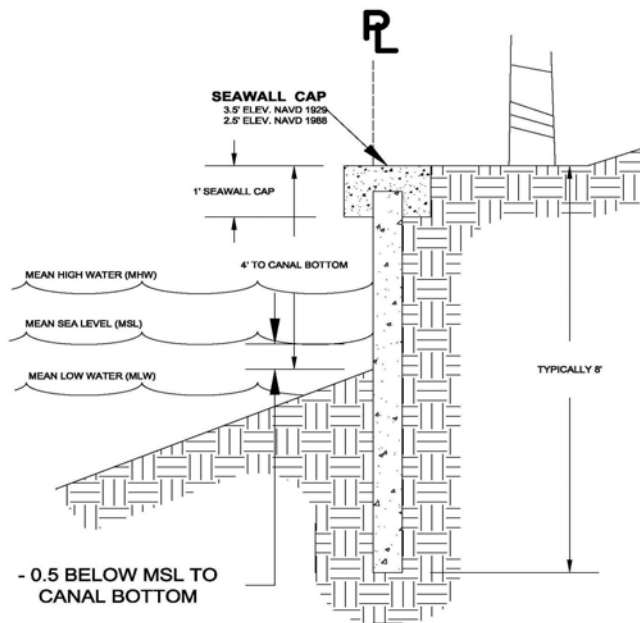 PL
SEAWALL CAP
3.5' ELEV. NAVD 1929
2.5' ELEV. NAVD 1988
1' SEAWALL CAP
4' TO CANAL BOTTOM
MEAN HIGH WATER (MHW)
MEAN SEA LEVEL (MSL)
TYPICALLY 8'
MEAN LOW WATER (MLW)
- 0.5 BELOW MSL TO
CANAL BOTTOM